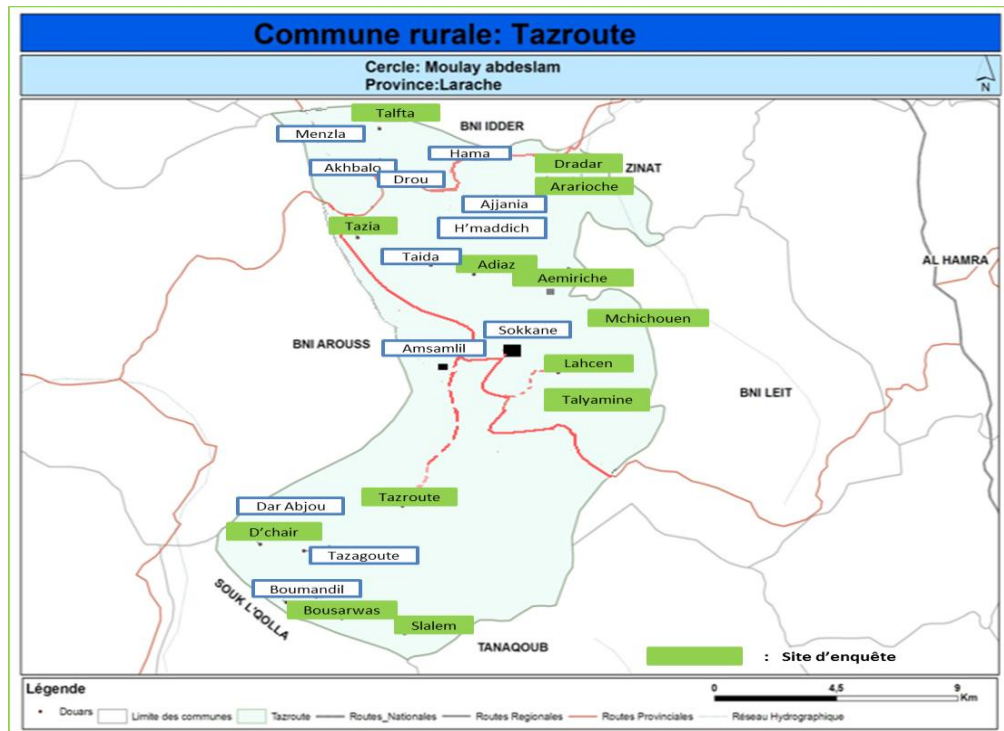 Commune rurale: Tazroute
Cercle: Moulay abdeslam
Province:Larache
N
Talfta
BNI IDDER
Menzla
Hama
Akhbalo
Drou
Dradar
ZINAT
Ararioche
Ajjania
Tazia
H'maddich
Taida
Adiaz
AL HAMRA
Aemiriche
Mchichouen
Sokkane
BNI AROUSS
Amsamlil
Lahcen
BNI LEIT
Talyamine
Tazroute
Dar Abjou
D'chair
Tazagoute
Boumandil
SOUK L'QOLLA
Bousarwas
Slalem
TANAQOUB
: Site d'enquête
Légende
0 4,5 9
Km
Douars Limite des communes Tazroute Routes_Nationales Routes Regionales Routes Provinciales Réseau Hydrographique